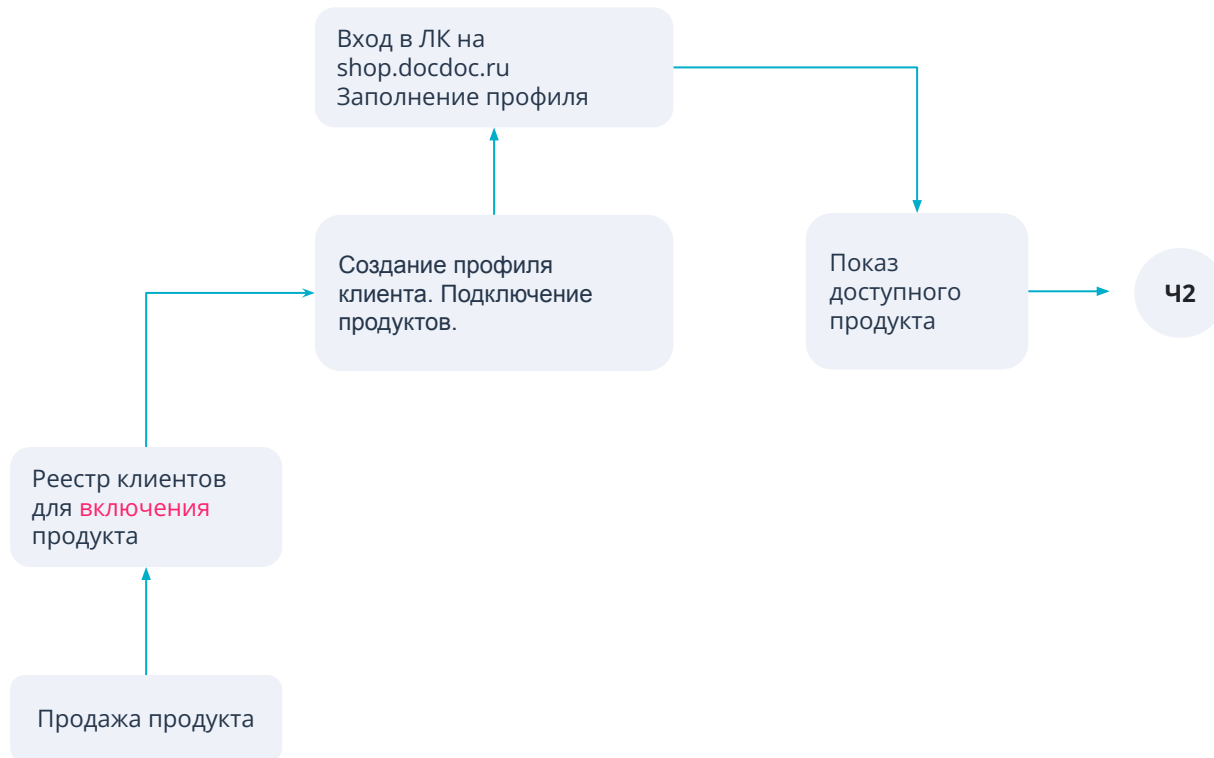 Вход в ЛК на
shop.docdoc.ru
Заполнение профиля
Создание профиля
клиента. Подключение
продуктов.
Показ
доступного
продукта
Ч2
Реестр клиентов
для включения
продукта
Продажа продукта